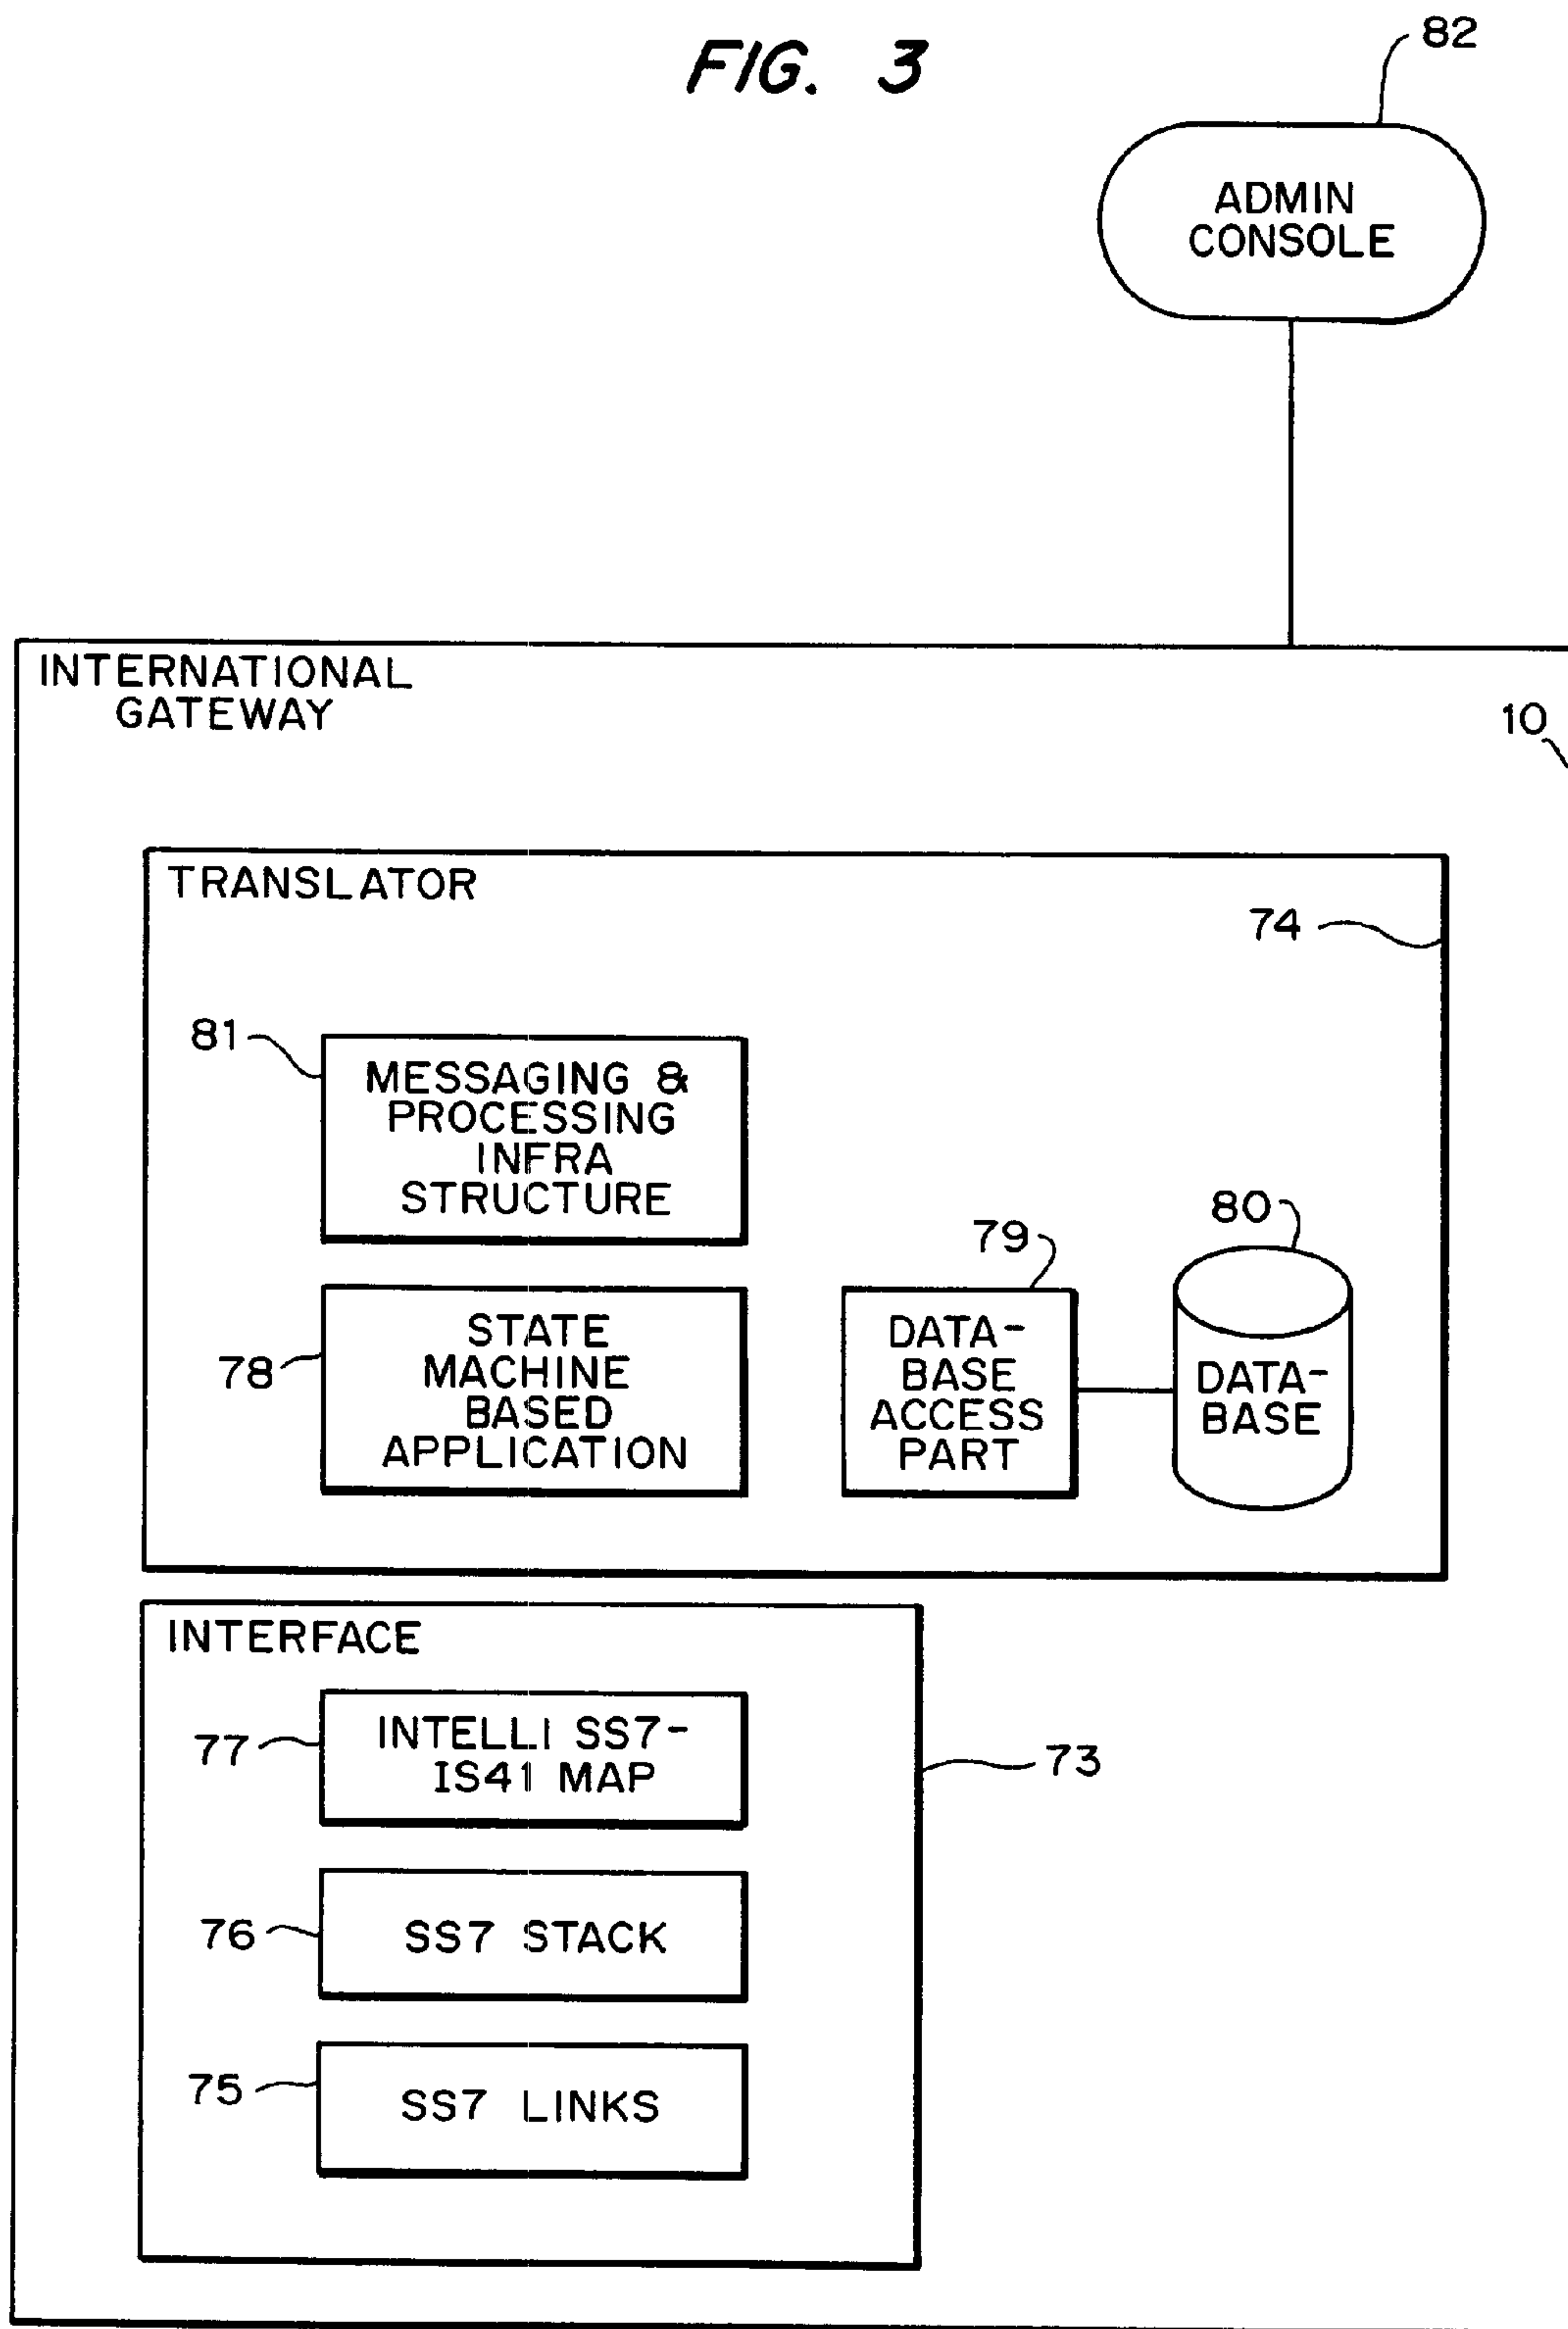 FIG. 3
82
ADMIN
CONSOLE
INTERNATIONAL
GATEWAY
10
TRANSLATOR
74
81
MESSAGING &
PROCESSING
INFRA
STRUCTURE
80
79
78
STATE
MACHINE
BASED
APPLICATION
DATA-
BASE
ACCESS
PART
DATA-
BASE
INTERFACE
77
INTELLI SS7-
IS41 MAP
73
76
SS7 STACK
75
SS7 LINKS